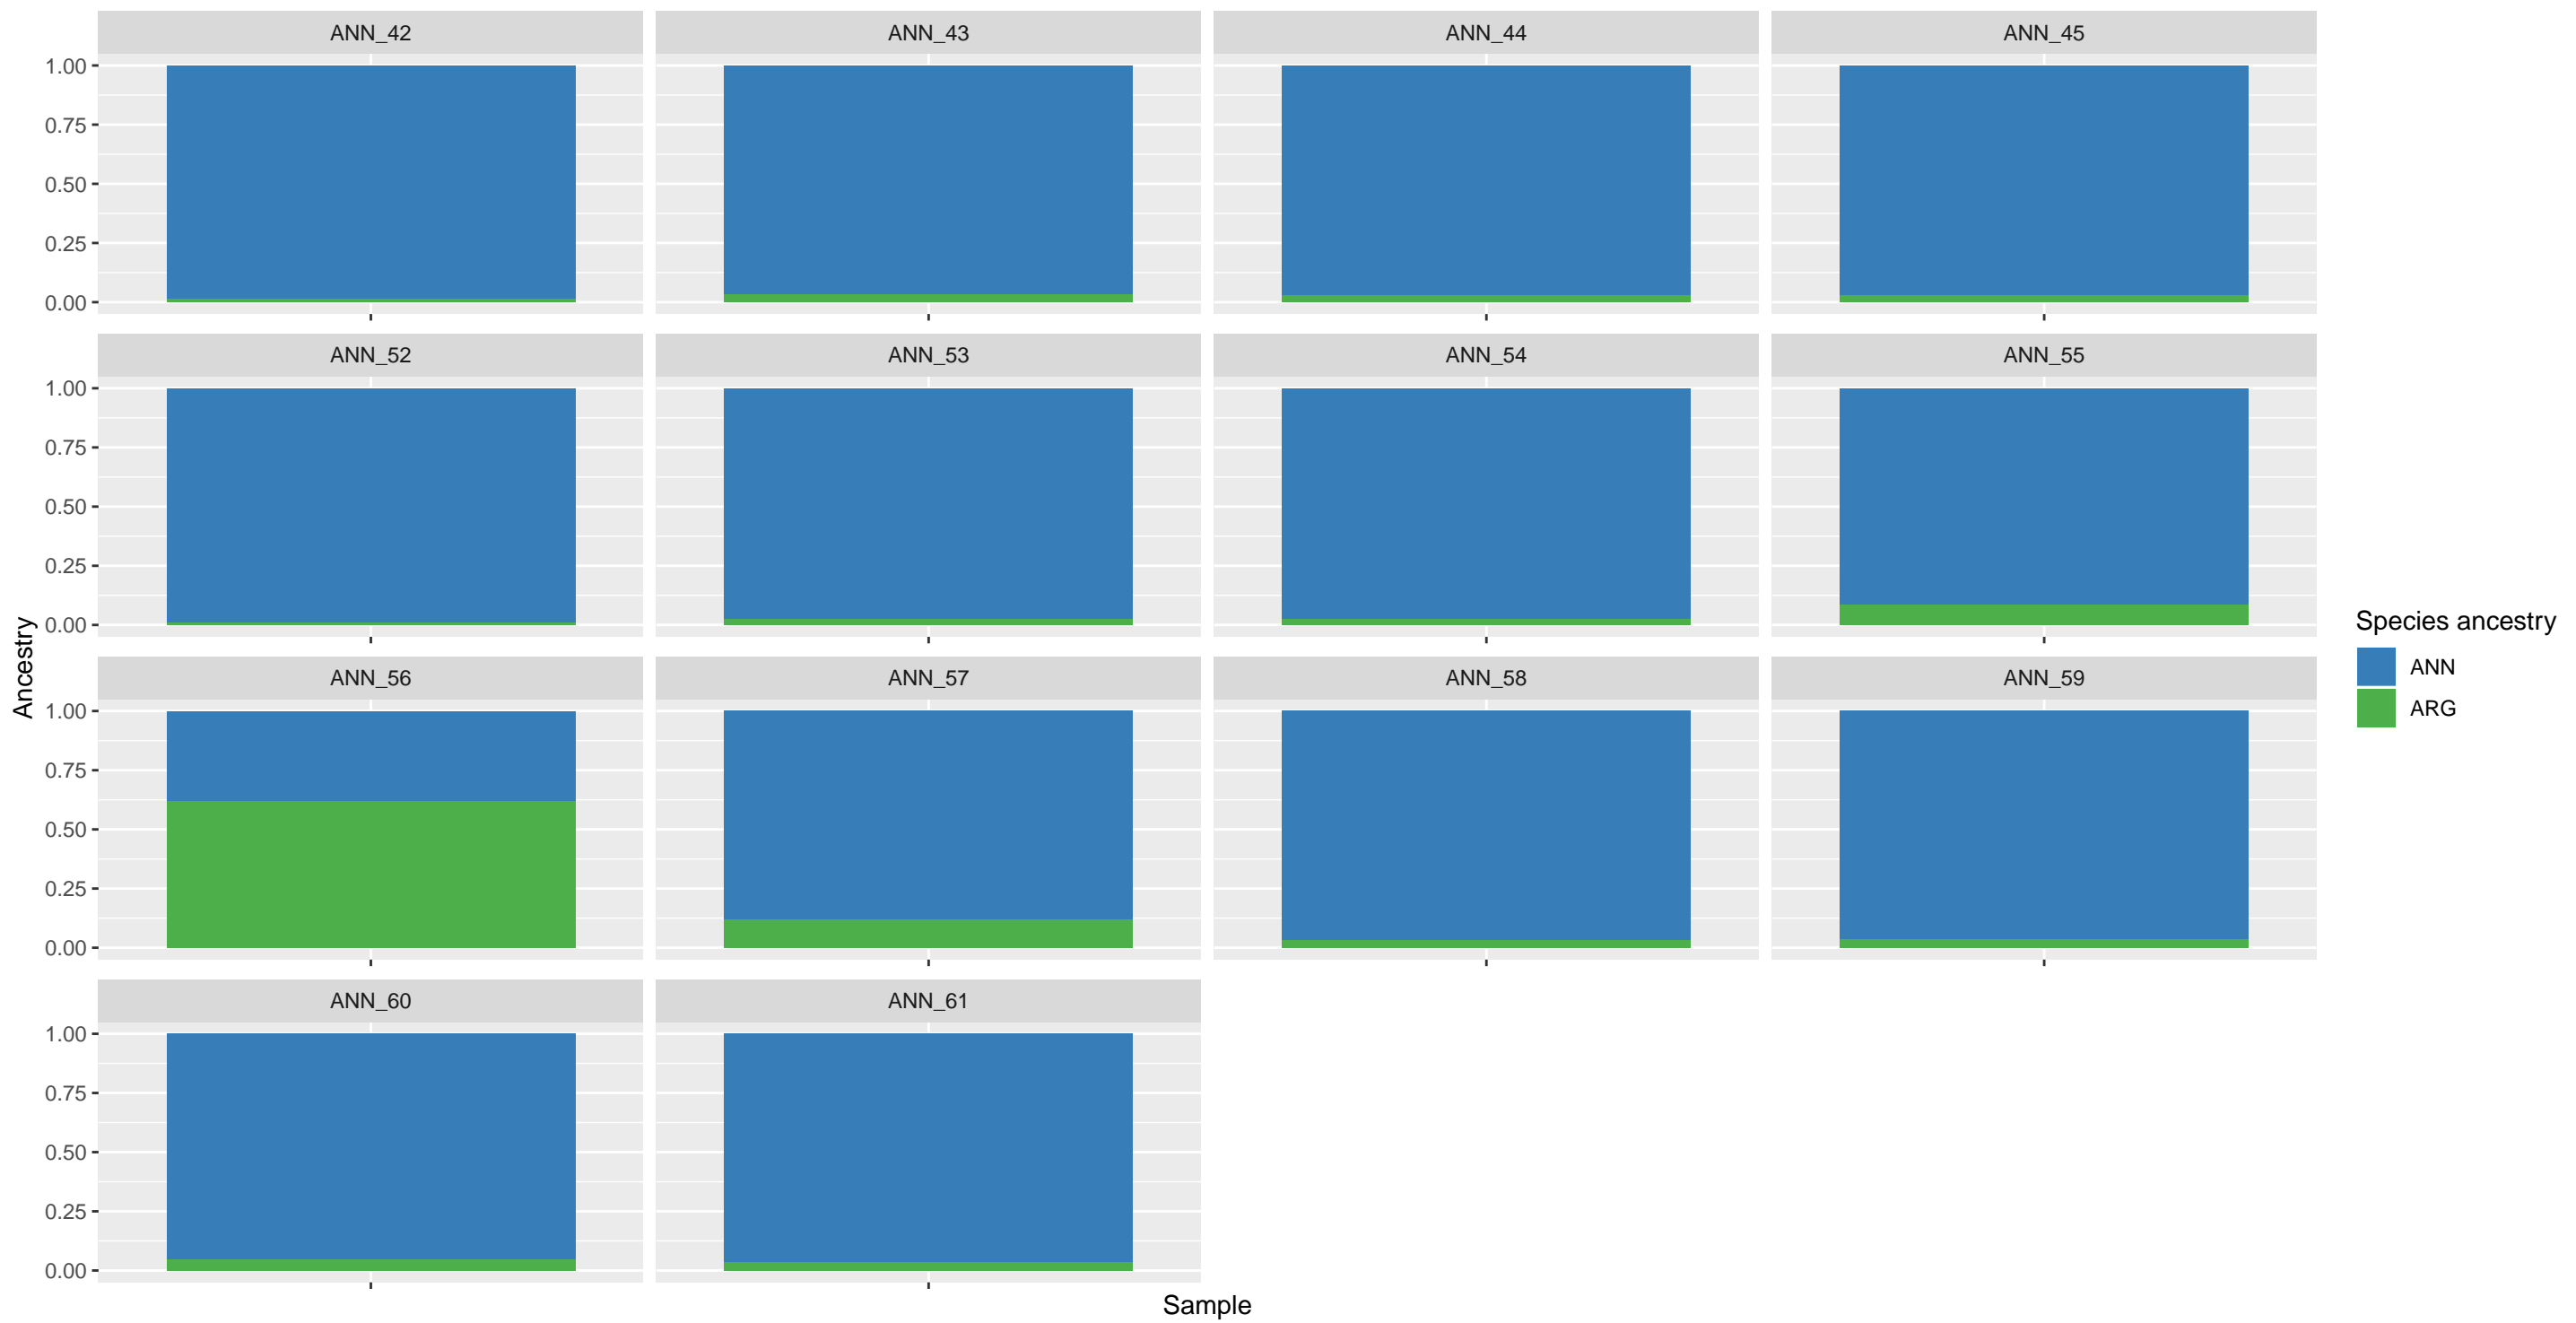 ANN_42 ANN_43 ANN_44 ANN_45
1.00
0.75
0.50
0.25
0.00
ANN_52 ANN_53 ANN_54 ANN_55
1.00
0.75
0.50
0.25
0.00
ANN_56 ANN_57 ANN_58 ANN_59
1.00
0.75
0.50
0.25
0.00
ANN_60 ANN_61
1.00
0.75
0.50
0.25
0.00
Ancestry
Sample
Species ancestry
ANN
ARG